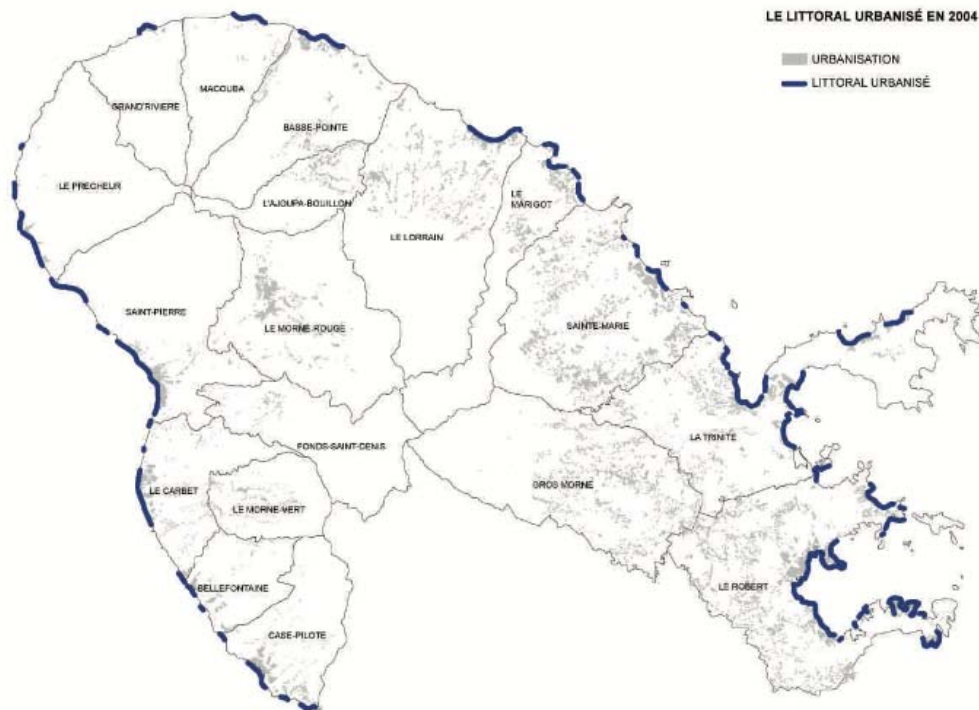 LE LITTORAL URBANISÉ EN 2004
URBANISATION
LITTORAL URBANISÉ
MACOUBA
GRAND'RIVIERE
BASSE-POINTE
LE PRECHEUR
L'AJOUPA-BOUILLON
LE MARIGOT
LE LORRAIN
SAINT-PIERRE
LE MORNE-ROUGE
SAINTE-MARIE
LA TRINITÉ
FONDS-SAINT-DENIS
GROS MORNE
LE CARBET
LE MORNE-VERT
BELLEFONTAINE
LE ROBERT
CASE-PILOTE